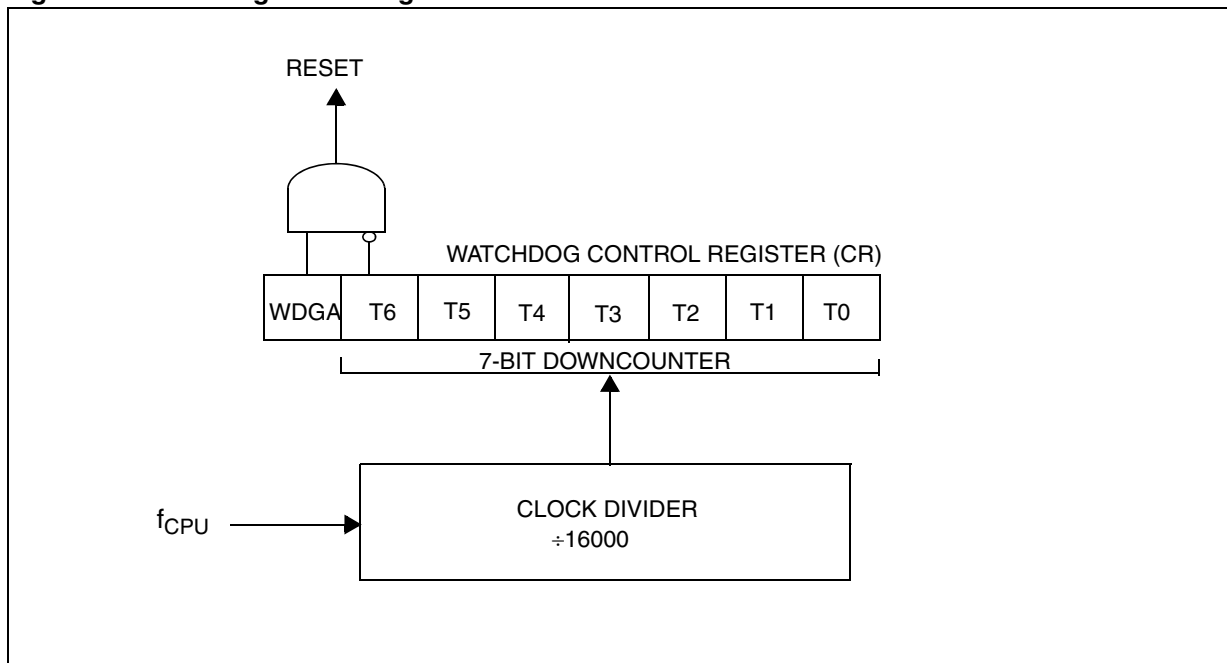 RESET
WATCHDOG CONTROL REGISTER (CR)
WDGA T6 T5 T4 T3 T2 T1 T0
7-BIT DOWNCOUNTER
fCPU
CLOCK DIVIDER
÷16000